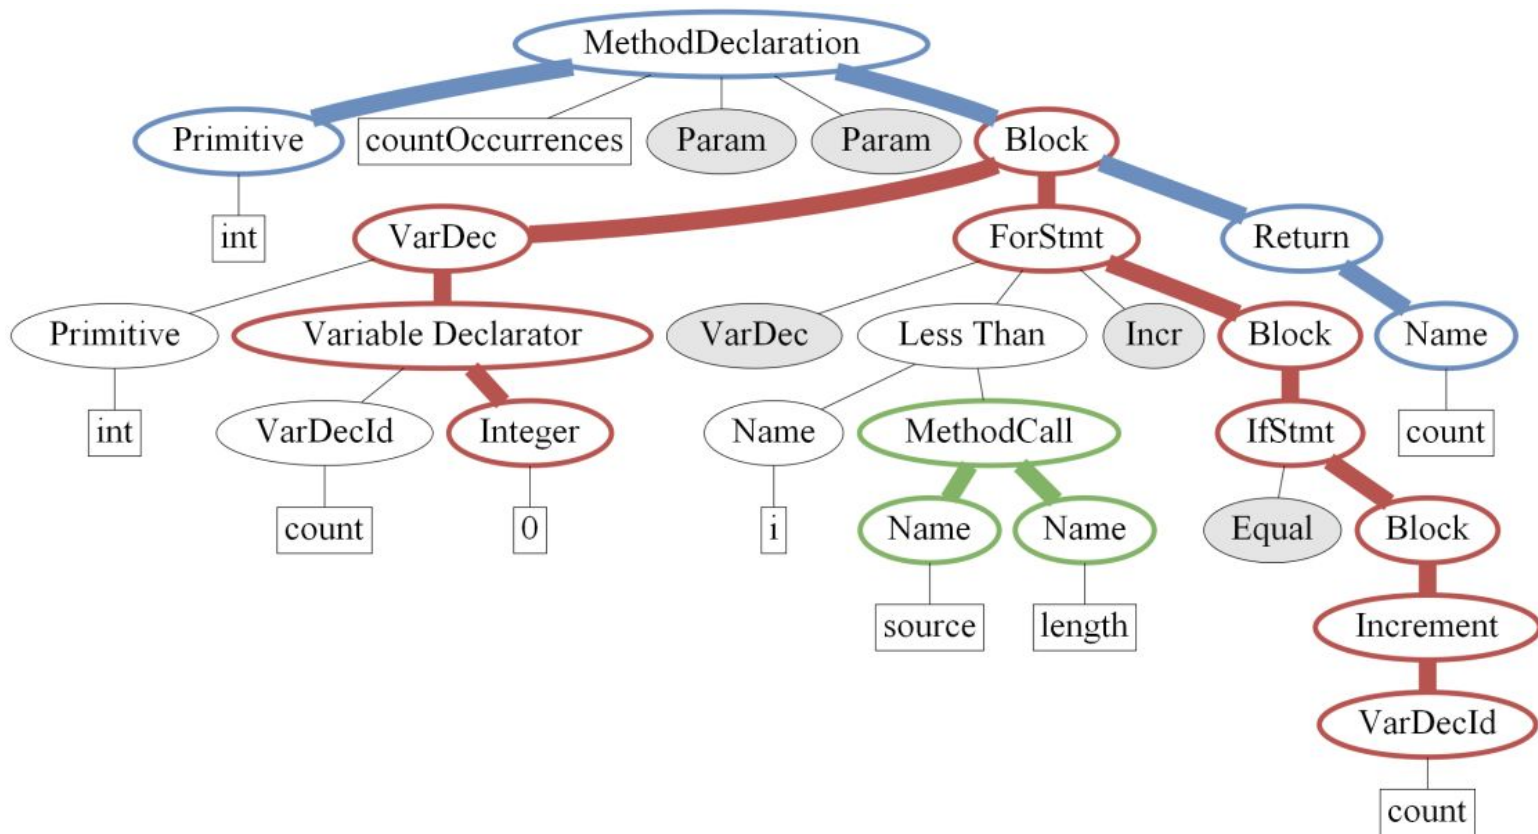 MethodDeclaration
Primitive
countOccurrences
Param
Param
Block
int
VarDec
ForStmt
Return
Primitive
Variable Declarator
VarDec
Less Than
Incr
Block
Name
int
VarDecId
Integer
Name
MethodCall
IfStmt
count
count
0
i
Name
Name
Equal
Block
source
length
Increment
VarDecId
count